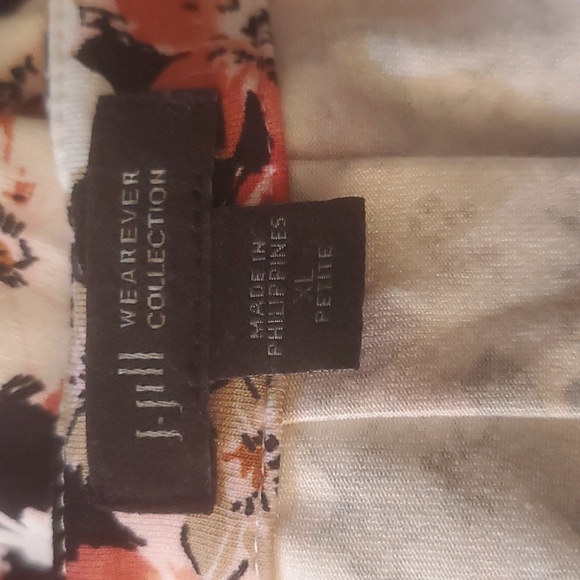 J.Jill
WEAREVER
COLLECTION
MADE IN
PHILIPPINES
XL
PETITE